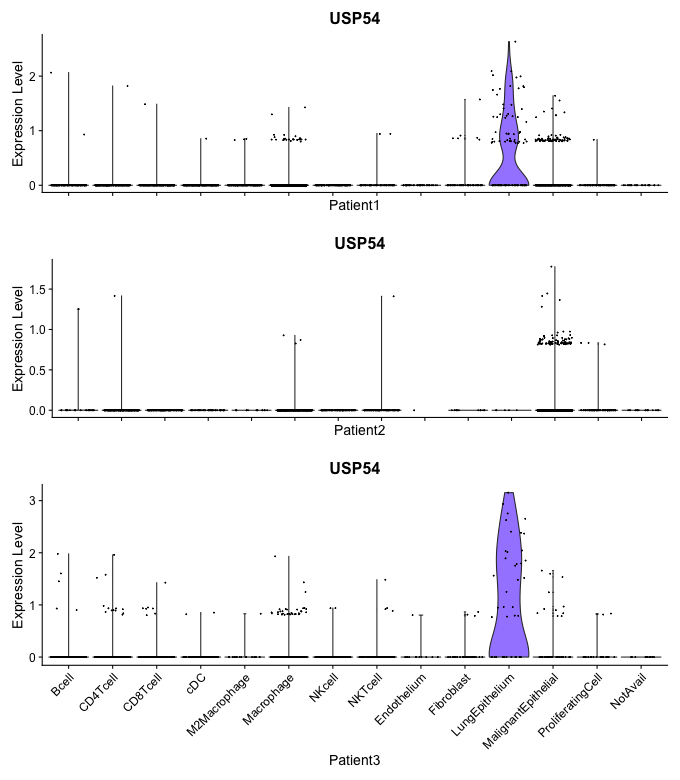 USP54
Expression Level
2
1
0
Patient1
USP54
Expression Level
1.5
1.0
0.5
0.0
Patient2
USP54
Expression Level
3
2
1
0
Bcell
CD4Tcell
CD8Tcell
cDC
M2Macrophage
Macrophage
NKcell
NKTcell
Endothelium
Fibroblast
LungEpithelium
MalignantEpithelial
ProliferatingCell
NotAvail
Patient3